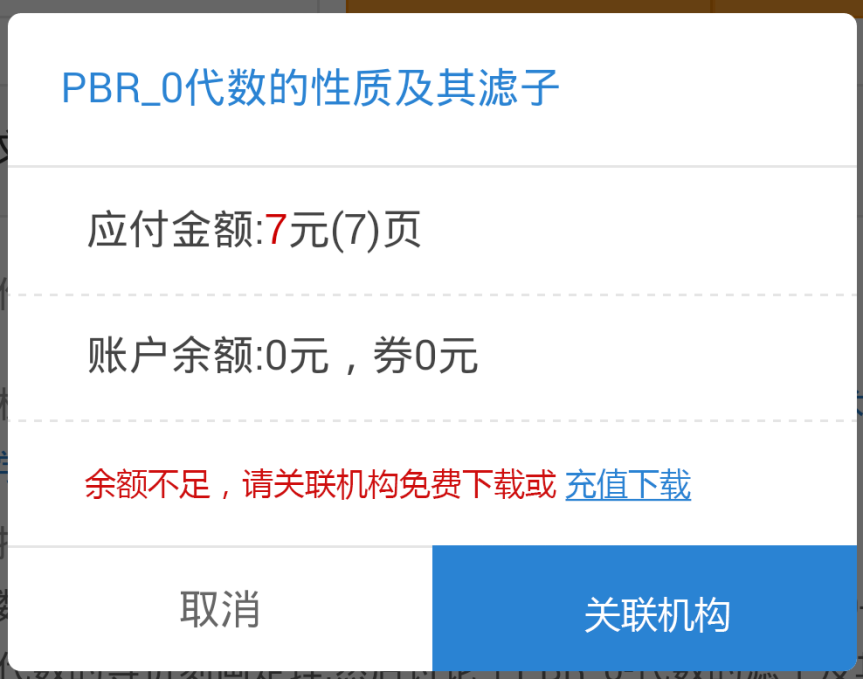 PBR_0代数的性质及其滤子
应付金额:7元(7)页
账户余额:0元，券0元
余额不足，请关联机构免费下载或 充值下载
取消
关联机构